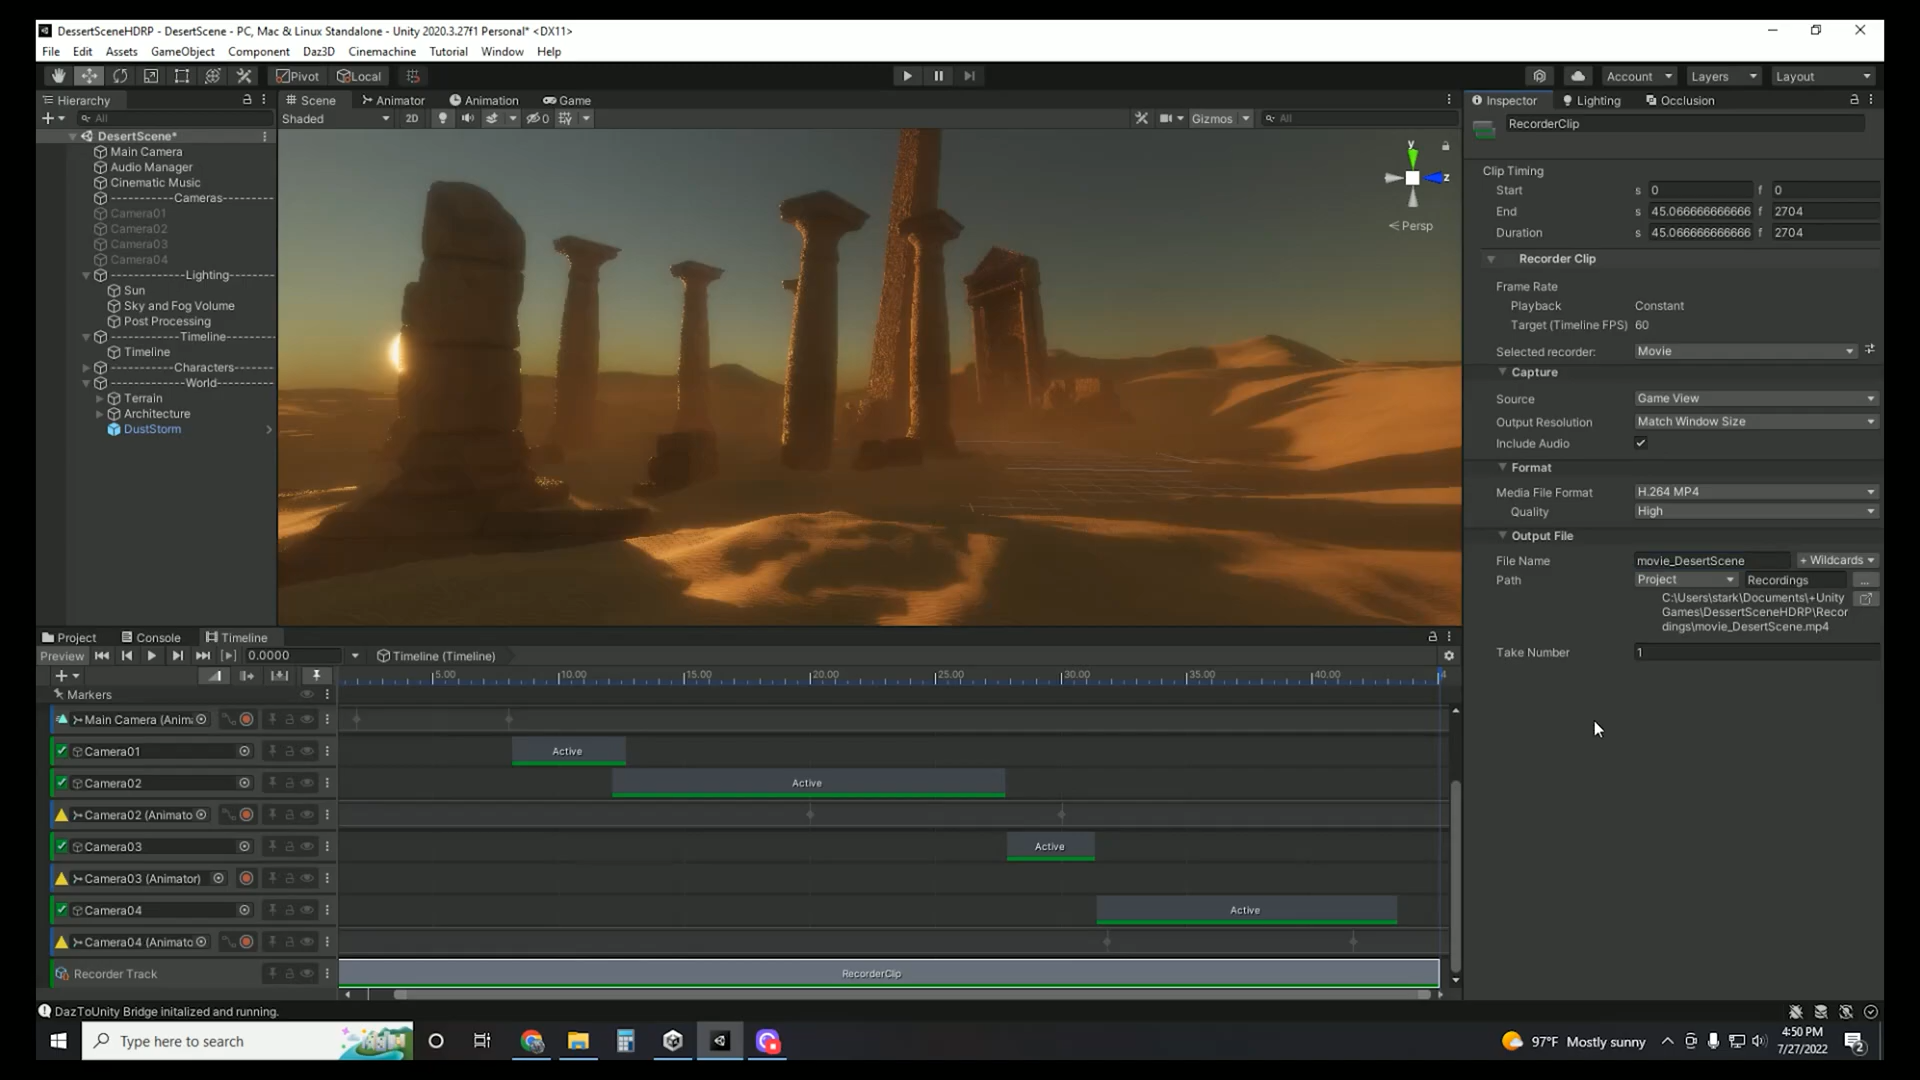 DessertSceneHDRP - DesertScene - PC, Mac & Linux Standalone - Unity 2020.3.27f1 Personal* <DX11>
File Edit Assets GameObject Component Daz3D Cinemachine Tutorial Window Help
Pivot Local Account Layers Layout
Hierarchy Scene Animator Animation Game Inspector Lighting Occlusion
All Shaded 2D 0 Gizmos All
RecorderClip
DesertScene*
Main Camera
Audio Manager
Cinematic Music
--------------Cameras--------
Camera01
Camera02
Camera03
Camera04
--------------Lighting-------
Sun
Sky and Fog Volume
Post Processing
-------------Timeline--------
Timeline
------------Characters-------
--------------World----------
Terrain
Architecture
DustStorm
y
z
Persp
Clip Timing
Start s 0 f 0
End s 45.066666666666 f 2704
Duration s 45.066666666666 f 2704
Recorder Clip
Frame Rate
Playback Constant
Target (Timeline FPS) 60
Selected recorder: Movie
Capture
Source Game View
Output Resolution Match Window Size
Include Audio
Format
Media File Format H.264 MP4
Quality High
Output File
File Name movie_DesertScene + Wildcards
Path Project Recordings ...
C:\Users\stark\Documents\+Unity
Games\DessertSceneHDRP\Recor
dings\movie_DesertScene.mp4
Take Number 1
Project Console Timeline
Preview 0.0000 Timeline (Timeline)
5.00 10.00 15.00 20.00 25.00 30.00 35.00 40.00 4
Markers
Main Camera (Anim
Camera01 Active
Camera02 Active
Camera02 (Animato
Camera03 Active
Camera03 (Animator)
Camera04 Active
Camera04 (Animato
Recorder Track RecorderClip
DazToUnity Bridge initalized and running.
Type here to search
97°F Mostly sunny
4:50 PM
7/27/2022
2